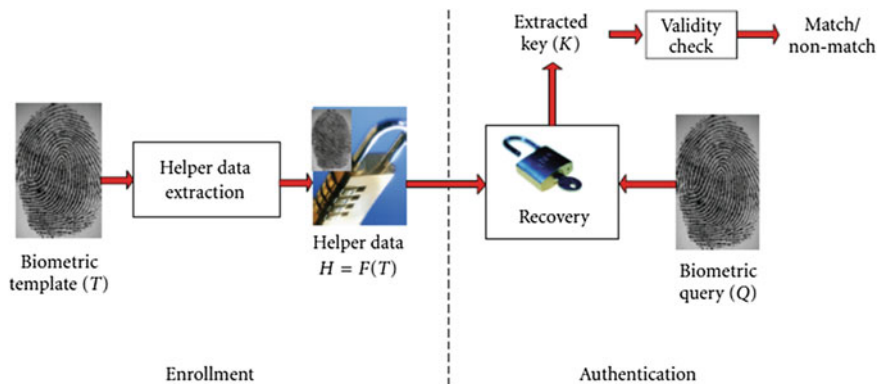 Helper data
extraction
Biometric
template (T)
Helper data
H = F(T)
Enrollment
Extracted
key (K)
Validity
check
Match/
non-match
Recovery
Biometric
query (Q)
Authentication